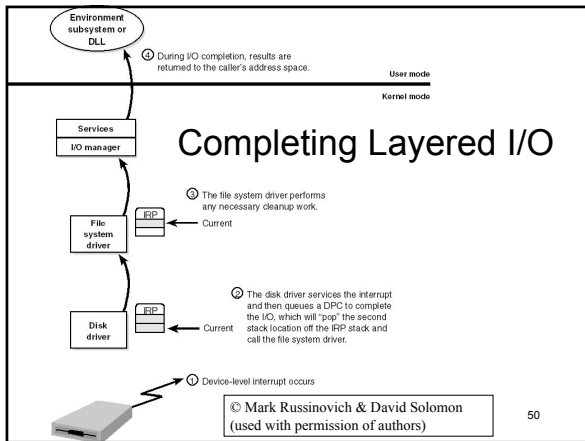 Environment
subsystem or
DLL
④ During I/O completion, results are
returned to the caller's address space.
User mode
Kernel mode
Services
I/O manager
Completing Layered I/O
③ The file system driver performs
any necessary cleanup work.
IRP
Current
File
system
driver
② The disk driver services the interrupt
and then queues a DPC to complete
the I/O, which will "pop" the second
stack location off the IRP stack and
call the file system driver.
IRP
Current
Disk
driver
① Device-level interrupt occurs
© Mark Russinovich & David Solomon
(used with permission of authors)
50